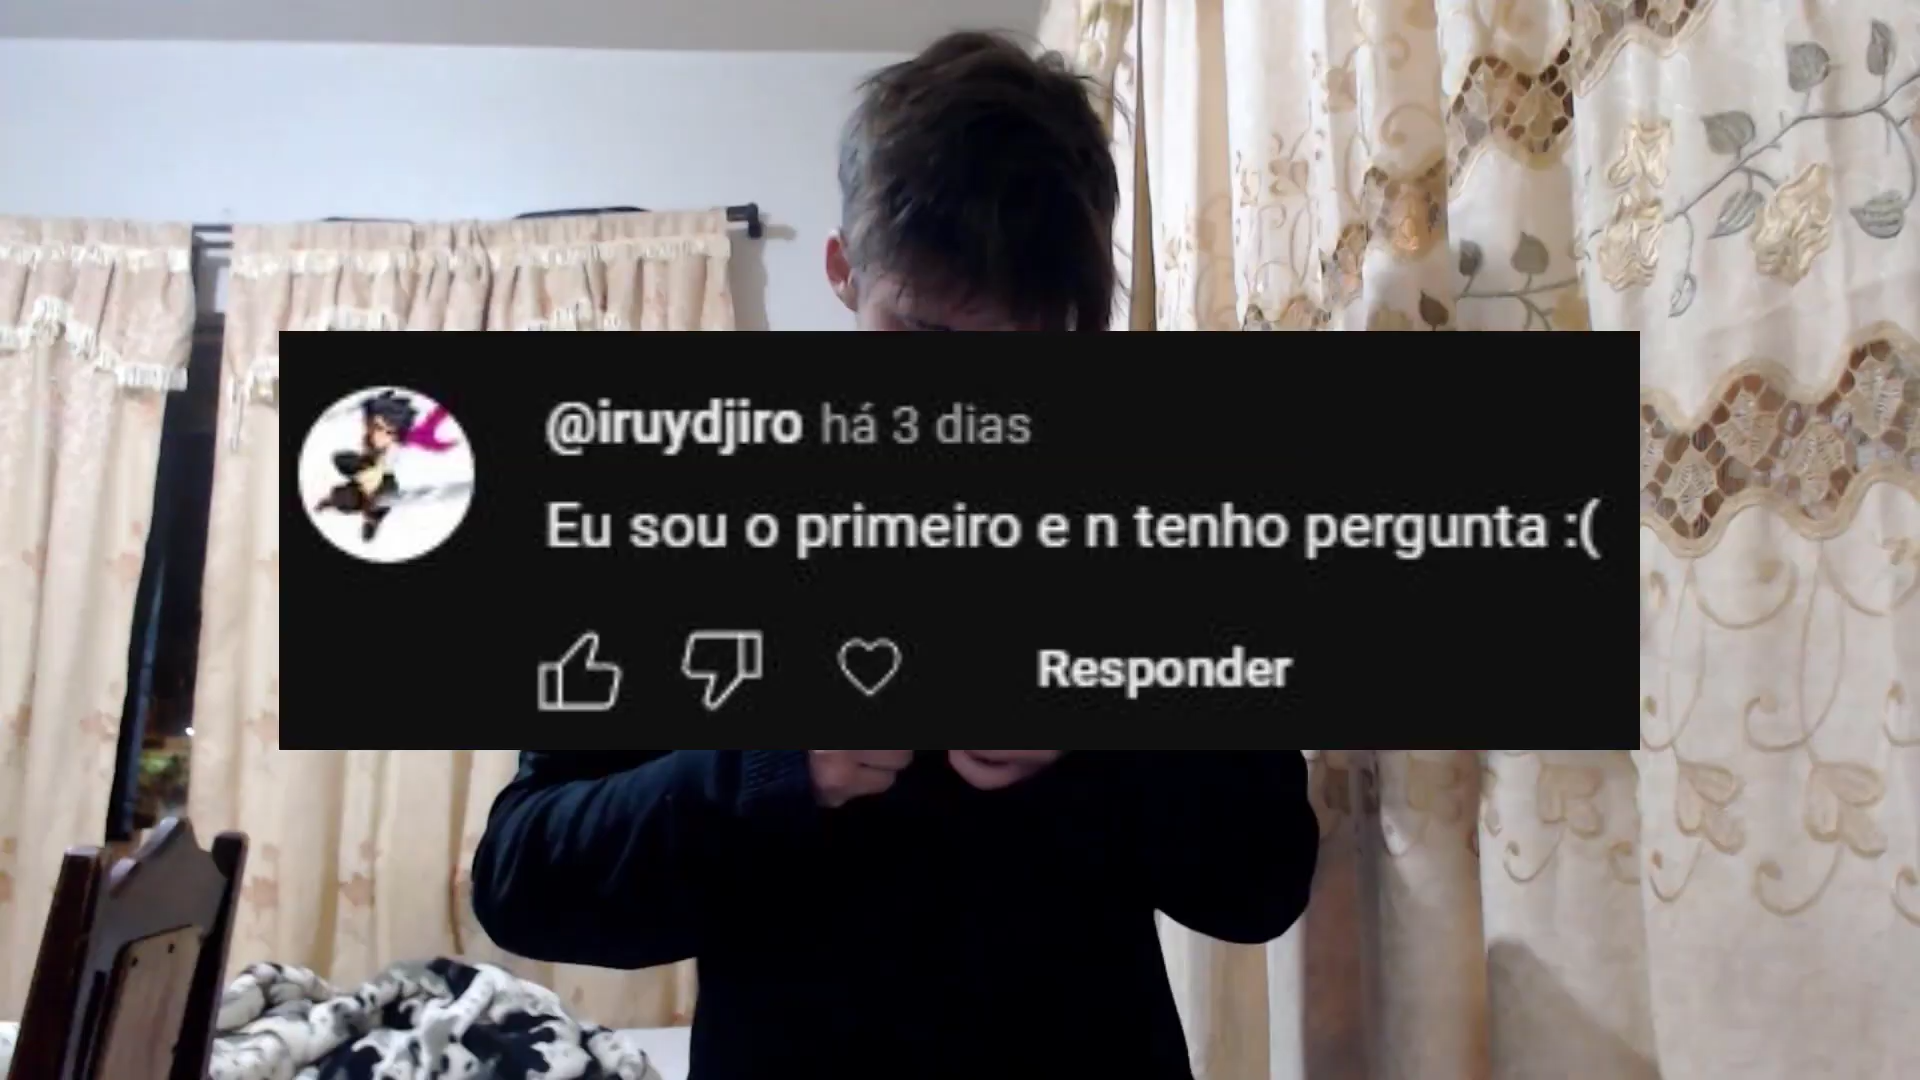 @iruydjiro há 3 dias
Eu sou o primeiro e n tenho pergunta :(
Responder